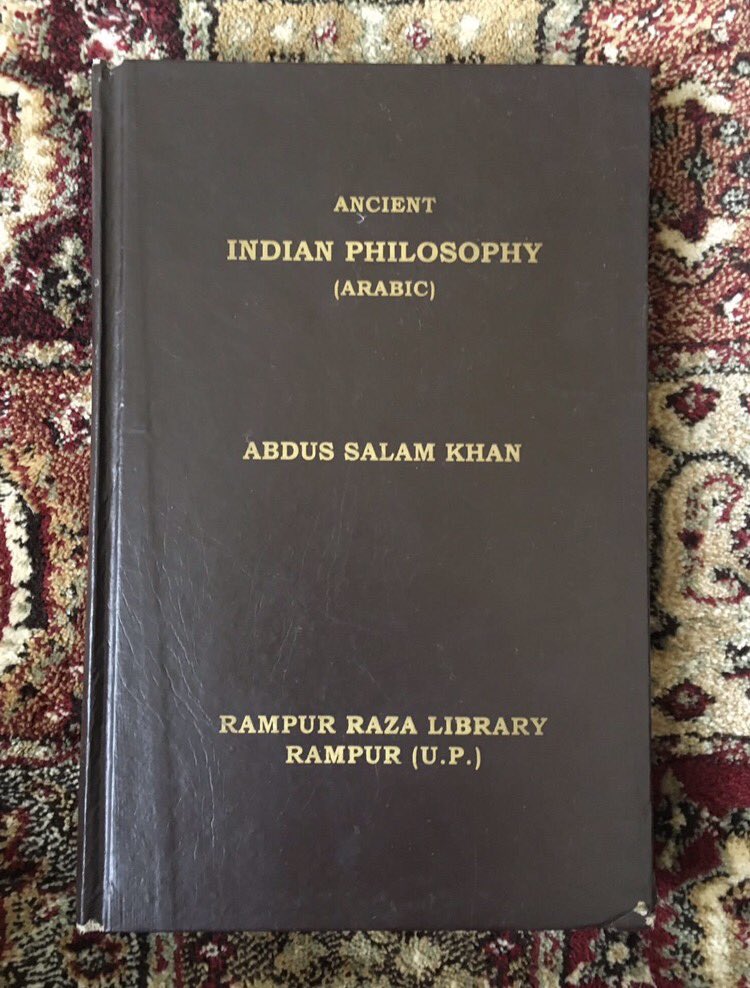 ANCIENT
INDIAN PHILOSOPHY
(ARABIC)
ABDUS SALAM KHAN
RAMPUR RAZA LIBRARY
RAMPUR (U.P.)